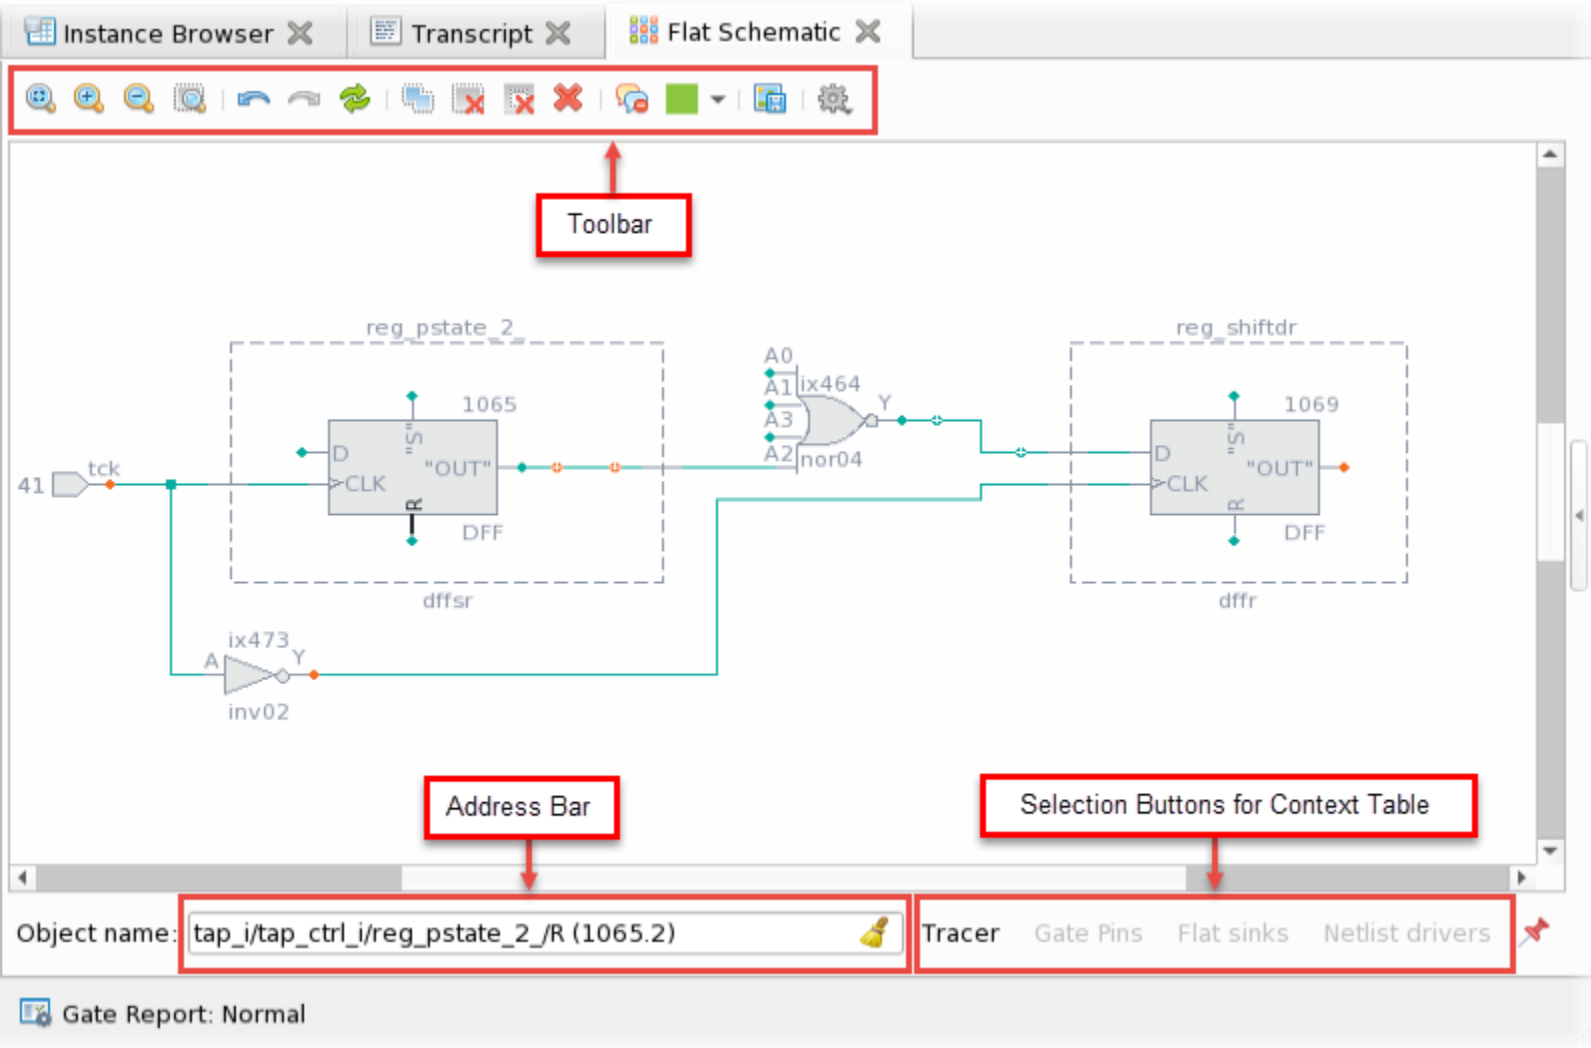 Instance Browser
Transcript
Flat Schematic
Toolbar
reg_pstate_2_
1065
"S"
D
"OUT"
CLK
R
DFF
dffsr
41
tck
A0
A1
A3
A2
ix464
Y
nor04
reg_shiftdr
1069
"S"
D
"OUT"
CLK
R
DFF
dffr
ix473
A
Y
inv02
Address Bar
Selection Buttons for Context Table
Object name: tap_i/tap_ctrl_i/reg_pstate_2_/R (1065.2)
Tracer Gate Pins Flat sinks Netlist drivers
Gate Report: Normal